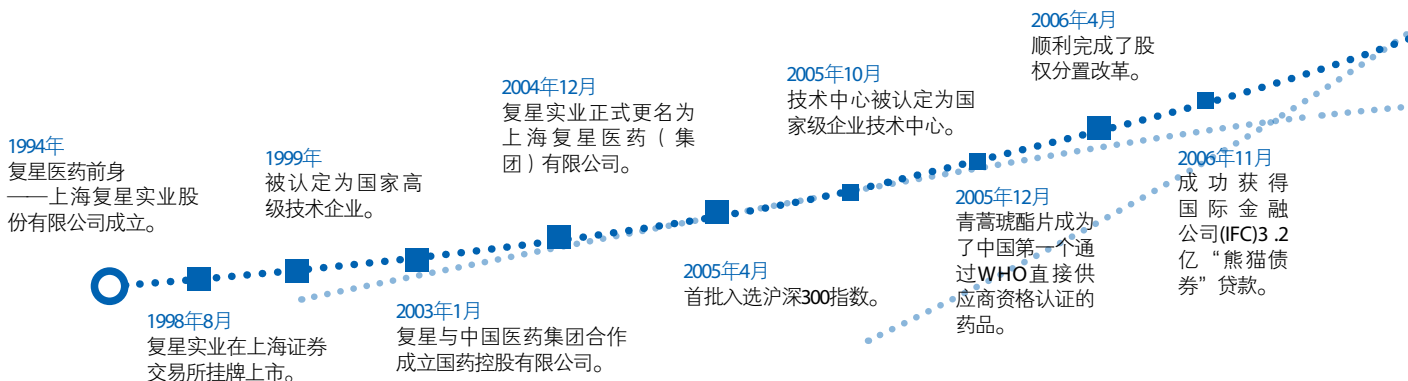 1994年
复星医药前身
——上海复星实业股
份有限公司成立。
1998年8月
复星实业在上海证券
交易所挂牌上市。
1999年
被认定为国家高
级技术企业。
2003年1月
复星与中国医药集团合作
成立国药控股有限公司。
2004年12月
复星实业正式更名为
上海复星医药（集
团）有限公司。
2005年4月
首批入选沪深300指数。
2005年10月
技术中心被认定为国
家级企业技术中心。
2005年12月
青蒿琥酯片成为
了中国第一个通
过WHO直接供
应商资格认证的
药品。
2006年4月
顺利完成了股
权分置改革。
2006年11月
成功获得
国际金融
公司(IFC)3 .2
亿“熊猫债
券”贷款。